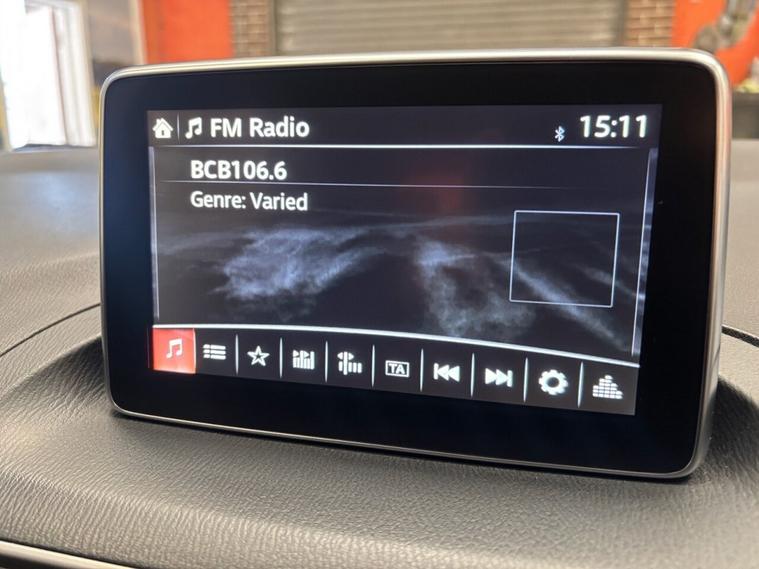 FM Radio
15:11
BCB106.6
Genre: Varied
TA